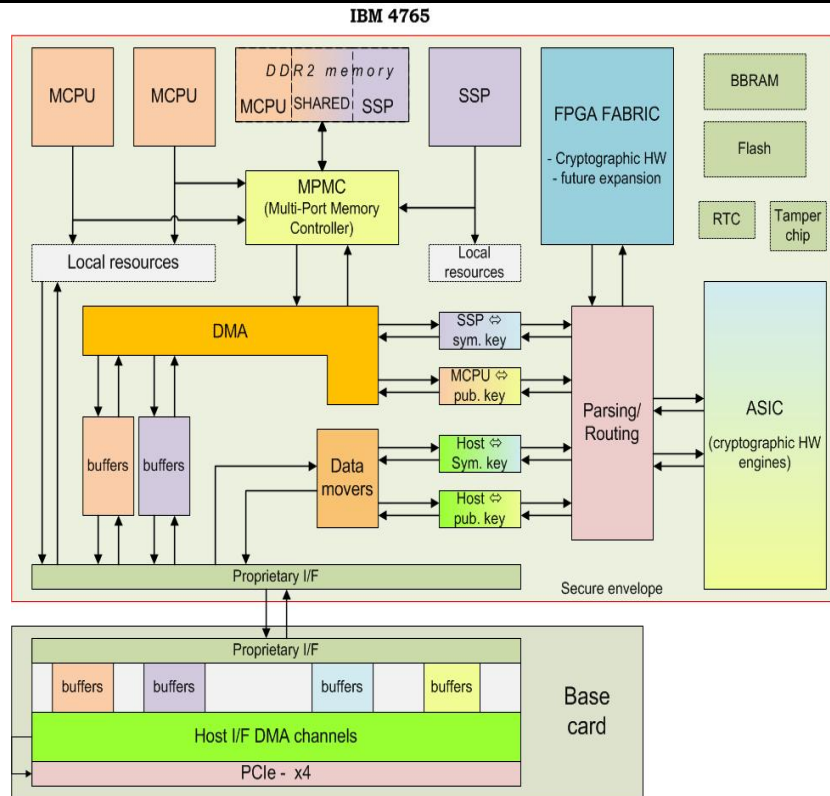 IBM 4765
MCPU
MCPU
DDR2 memory
MCPU SHARED SSP
SSP
FPGA FABRIC
- Cryptographic HW
- future expansion
BBRAM
Flash
RTC
Tamper
chip
MPMC
(Multi-Port Memory
Controller)
Local resources
Local
resources
DMA
SSP ⇔
sym. key
MCPU ⇔
pub. key
Host ⇔
Sym. key
Host ⇔
pub. key
Parsing/
Routing
ASIC
(cryptographic HW
engines)
buffers
buffers
Data
movers
Proprietary I/F
Secure envelope
Proprietary I/F
buffers
buffers
buffers
buffers
Base
card
Host I/F DMA channels
PCIe - x4